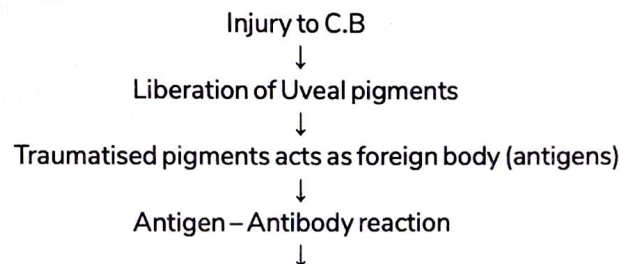 Injury to C.B
↓
Liberation of Uveal pigments
↓
Traumatised pigments acts as foreign body (antigens)
↓
Antigen – Antibody reaction
↓